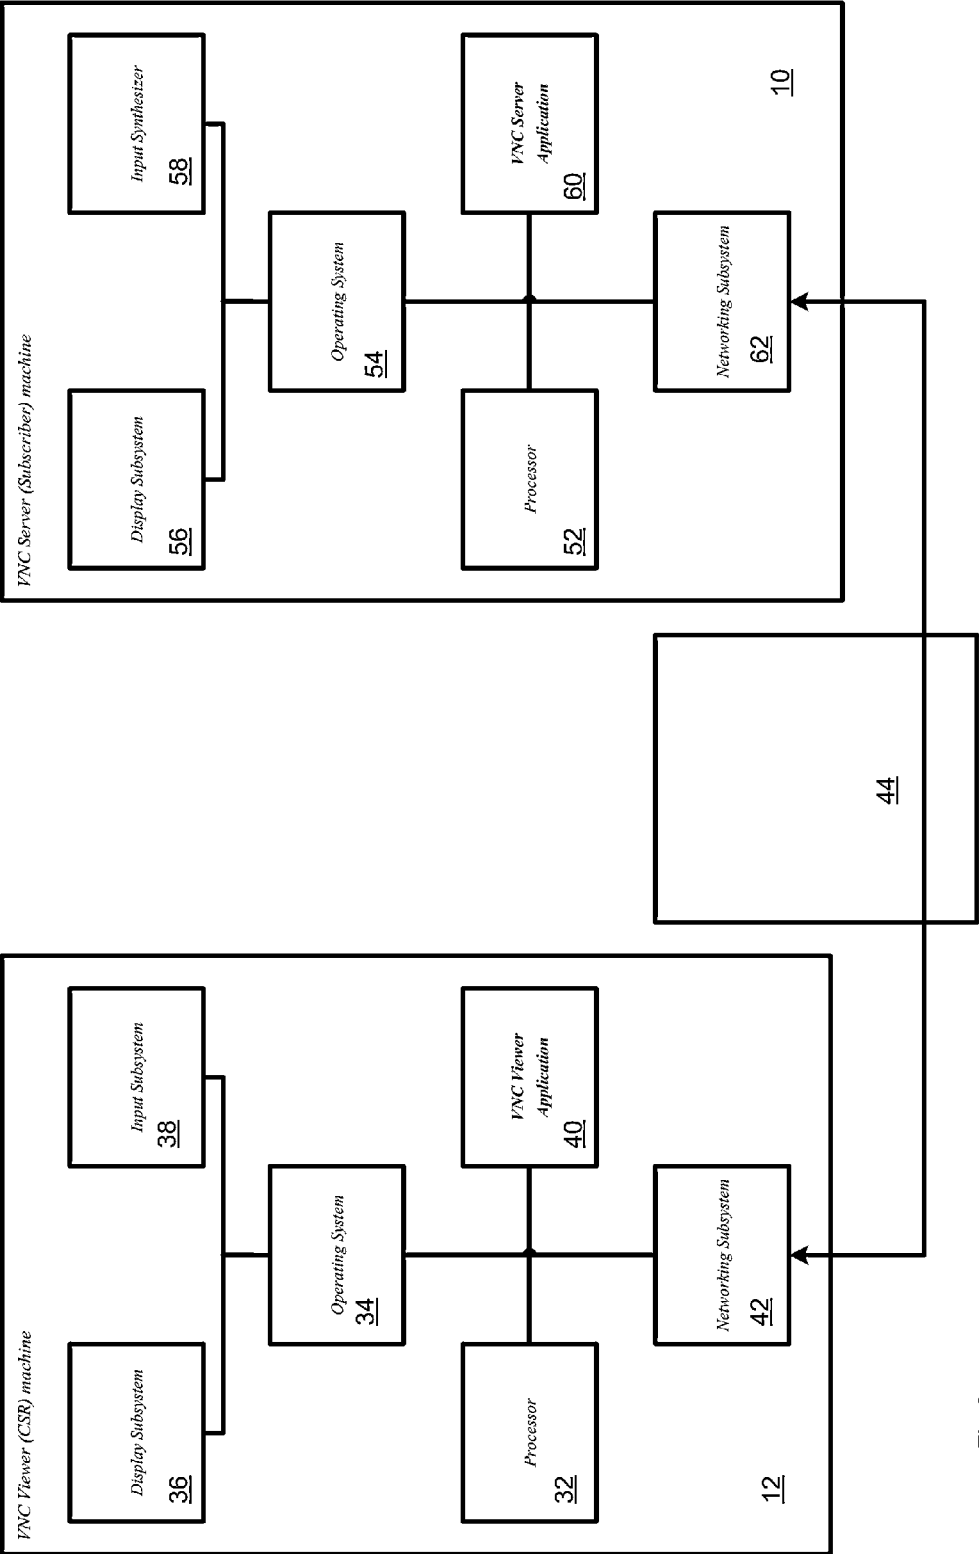 VNC Viewer (CSR) machine
Display Subsystem
36
Input Subsystem
38
Operating System
34
Processor
32
VNC Viewer
Application
40
Networking Subsystem
42
12
44
VNC Server (Subscriber) machine
Display Subsystem
56
Input Synthesizer
58
Operating System
54
Processor
52
VNC Server
Application
60
Networking Subsystem
62
10